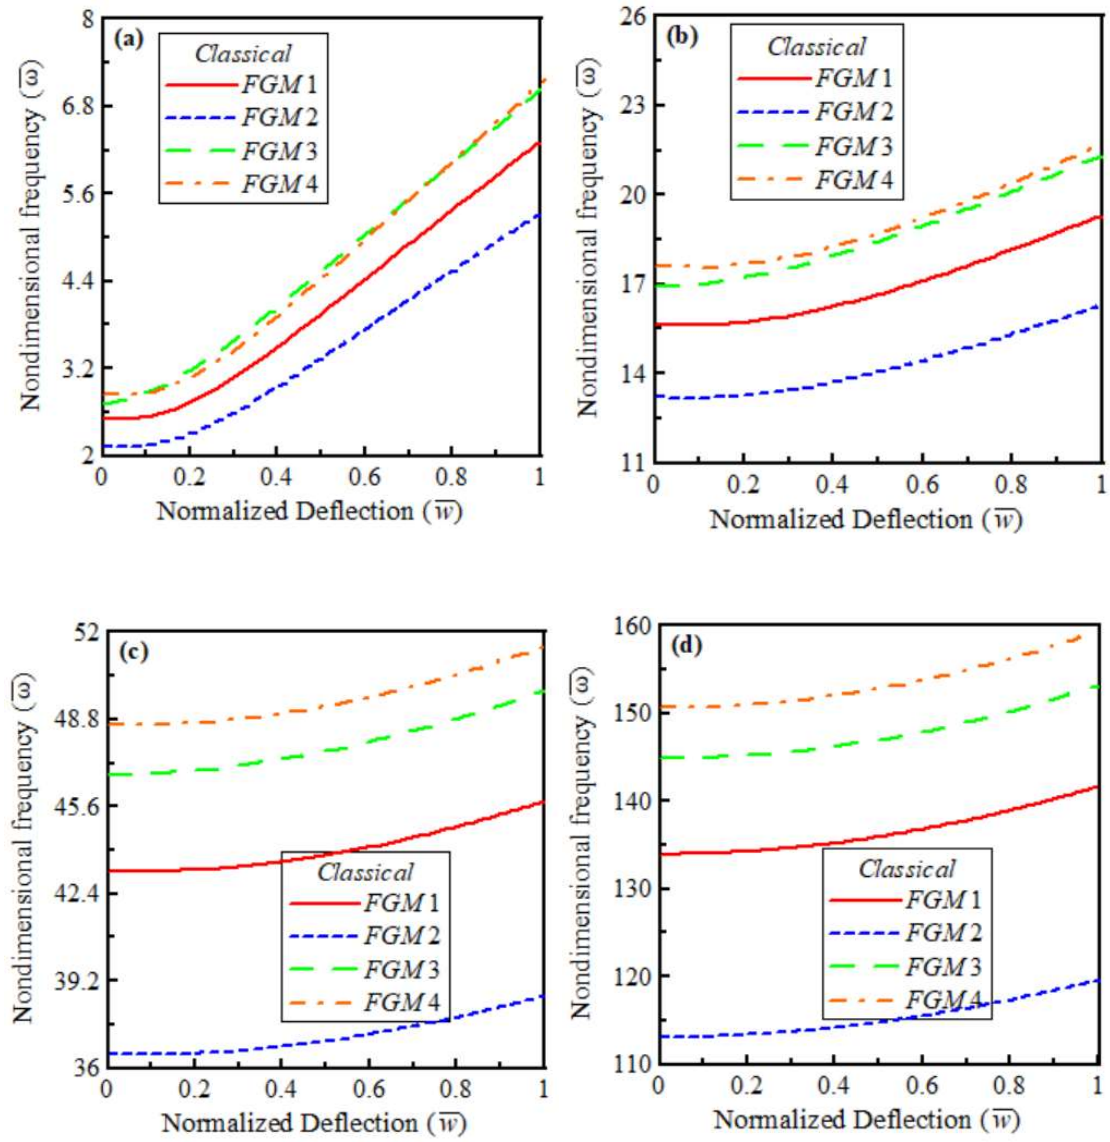 (a)
Classical
FGM 1
FGM 2
FGM 3
FGM 4
8
6.8
5.6
4.4
3.2
2
0 0.2 0.4 0.6 0.8 1
Nondimensional frequency (ω̅)
Normalized Deflection (w̅)
(b)
Classical
FGM 1
FGM 2
FGM 3
FGM 4
26
23
20
17
14
11
0 0.2 0.4 0.6 0.8 1
Nondimensional frequency (ω̅)
Normalized Deflection (w̅)
(c)
Classical
FGM 1
FGM 2
FGM 3
FGM 4
52
48.8
45.6
42.4
39.2
36
0 0.2 0.4 0.6 0.8 1
Nondimensional frequency (ω̅)
Normalized Deflection (w̅)
(d)
Classical
FGM 1
FGM 2
FGM 3
FGM 4
160
150
140
130
120
110
0 0.2 0.4 0.6 0.8 1
Nondimensional frequency (ω̅)
Normalized Deflection (w̅)